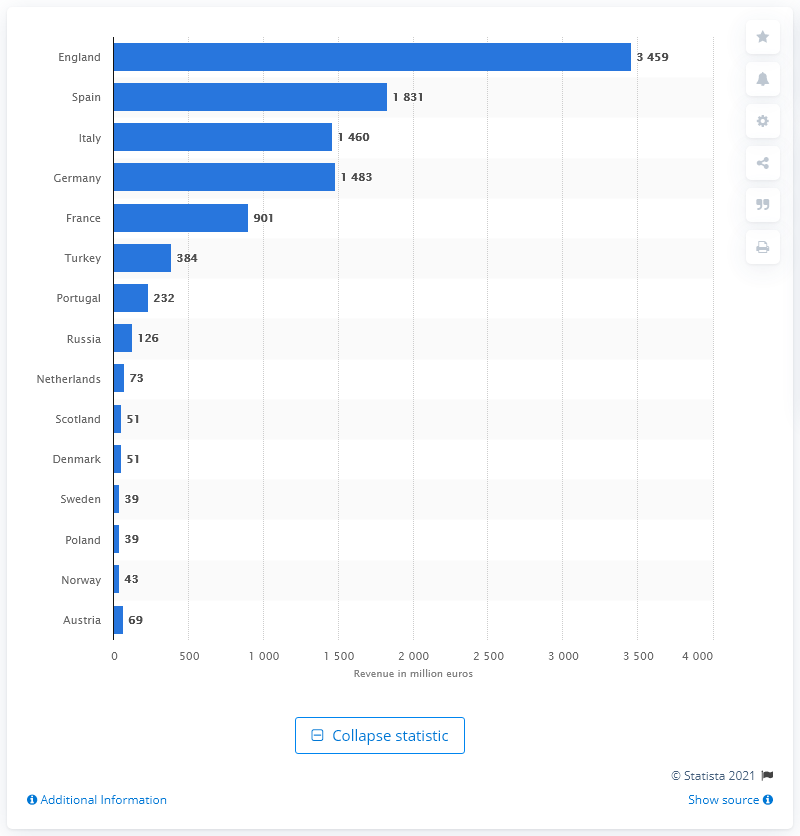 England 3 459
Spain 1 831
Italy 1 460
Germany 1 483
France 901
Turkey 384
Portugal 232
Russia 126
Netherlands 73
Scotland 51
Denmark 51
Sweden 39
Poland 39
Norway 43
Austria 69
0 500 1 000 1 500 2 000 2 500 3 000 3 500 4 000
Revenue in million euros
Collapse statistic
© Statista 2021
Additional Information Show source